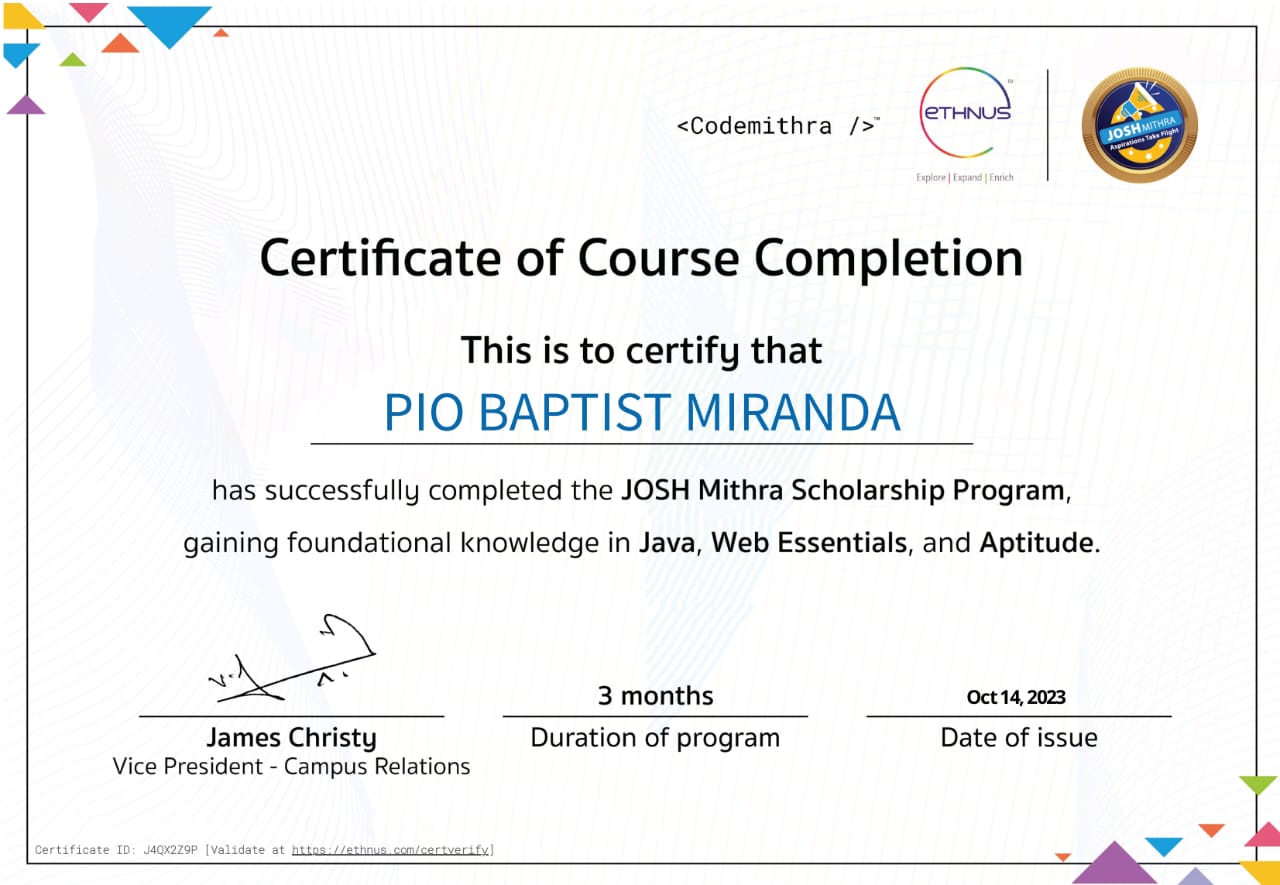 <Codemithra />™
eTHNUS™
Explore | Expand | Enrich
JOSH MITHRA
Aspirations Take Flight
Certificate of Course Completion
This is to certify that
PIO BAPTIST MIRANDA
has successfully completed the JOSH Mithra Scholarship Program,
gaining foundational knowledge in Java, Web Essentials, and Aptitude.
3 months
Oct 14, 2023
James Christy
Duration of program
Date of issue
Vice President - Campus Relations
Certificate ID: J4QX2Z9P [Validate at https://ethnus.com/certverify]